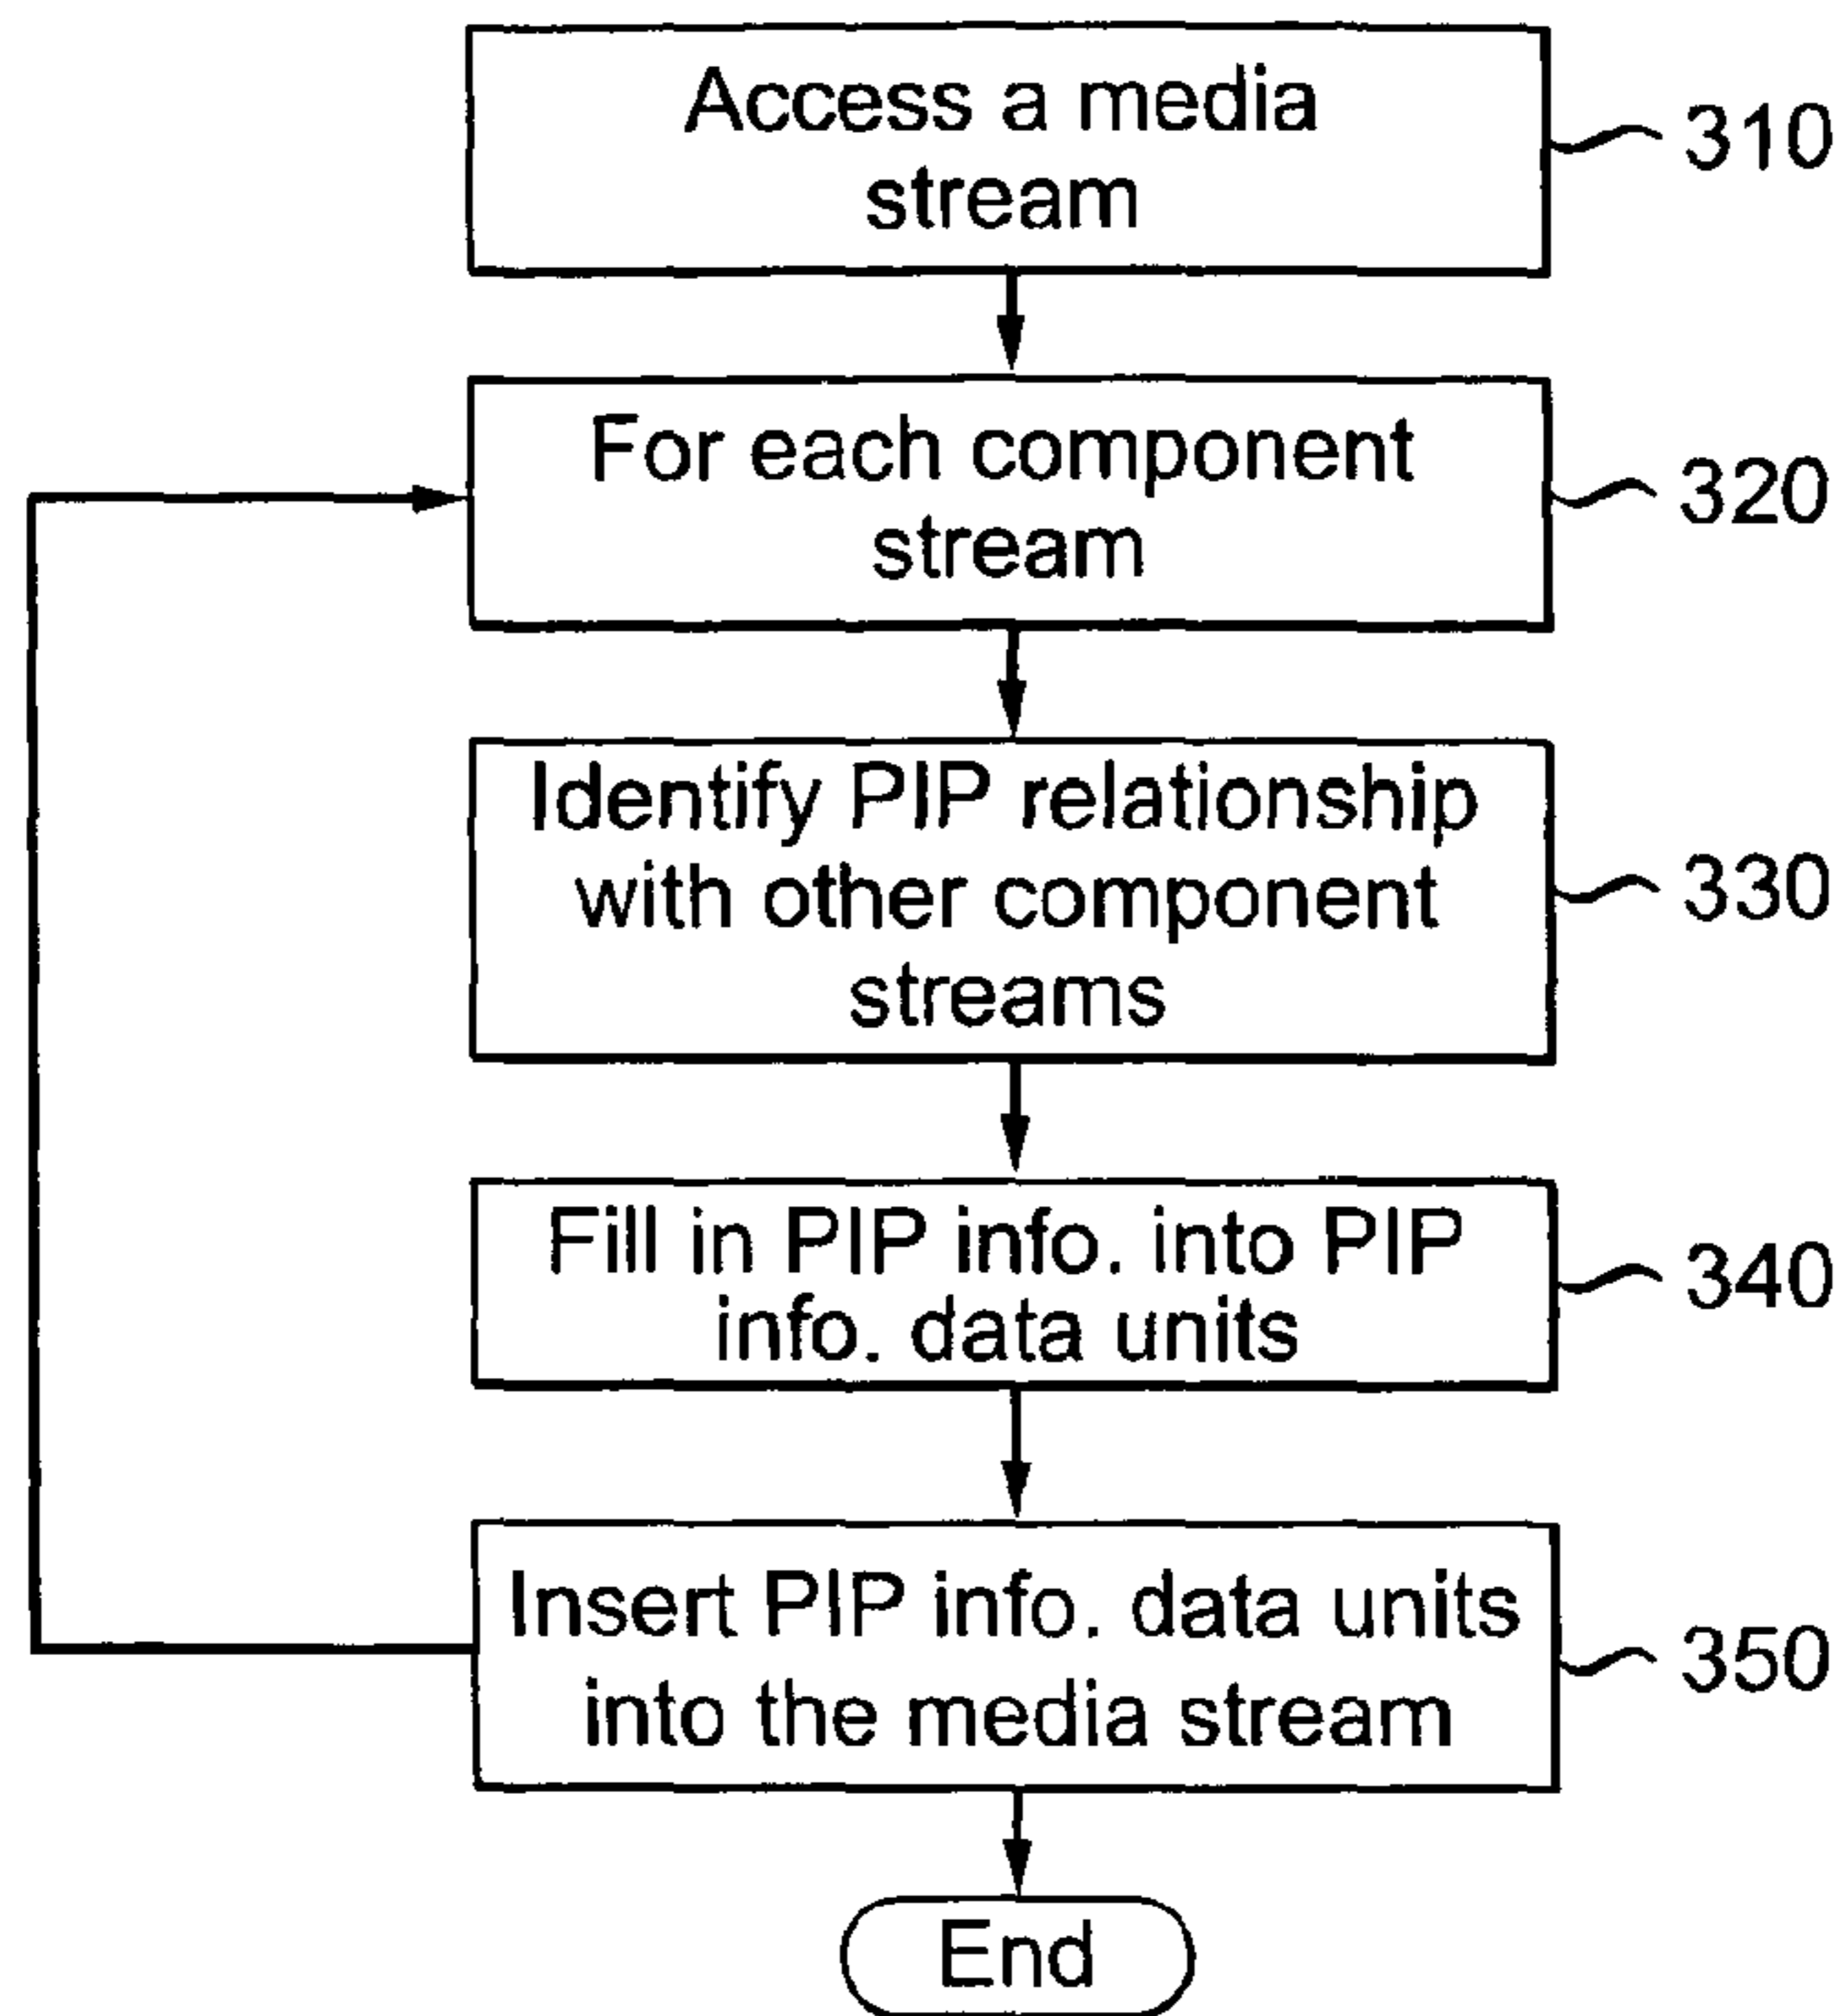 Access a media
stream
310
For each component
stream
320
Identify PIP relationship
with other component
streams
330
Fill in PIP info. into PIP
info. data units
340
Insert PIP info. data units
into the media stream
350
End